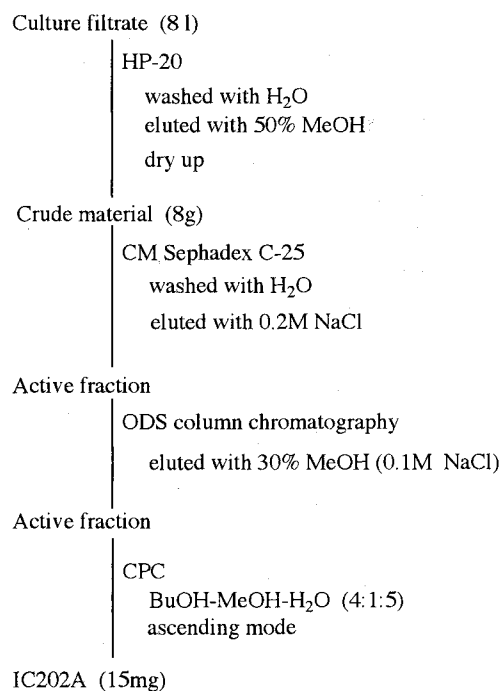 Culture filtrate (8 l)
HP-20
washed with H₂O
eluted with 50% MeOH
dry up
Crude material (8g)
CM Sephadex C-25
washed with H₂O
eluted with 0.2M NaCl
Active fraction
ODS column chromatography
eluted with 30% MeOH (0.1M NaCl)
Active fraction
CPC
BuOH-MeOH-H₂O (4:1:5)
ascending mode
IC202A (15mg)